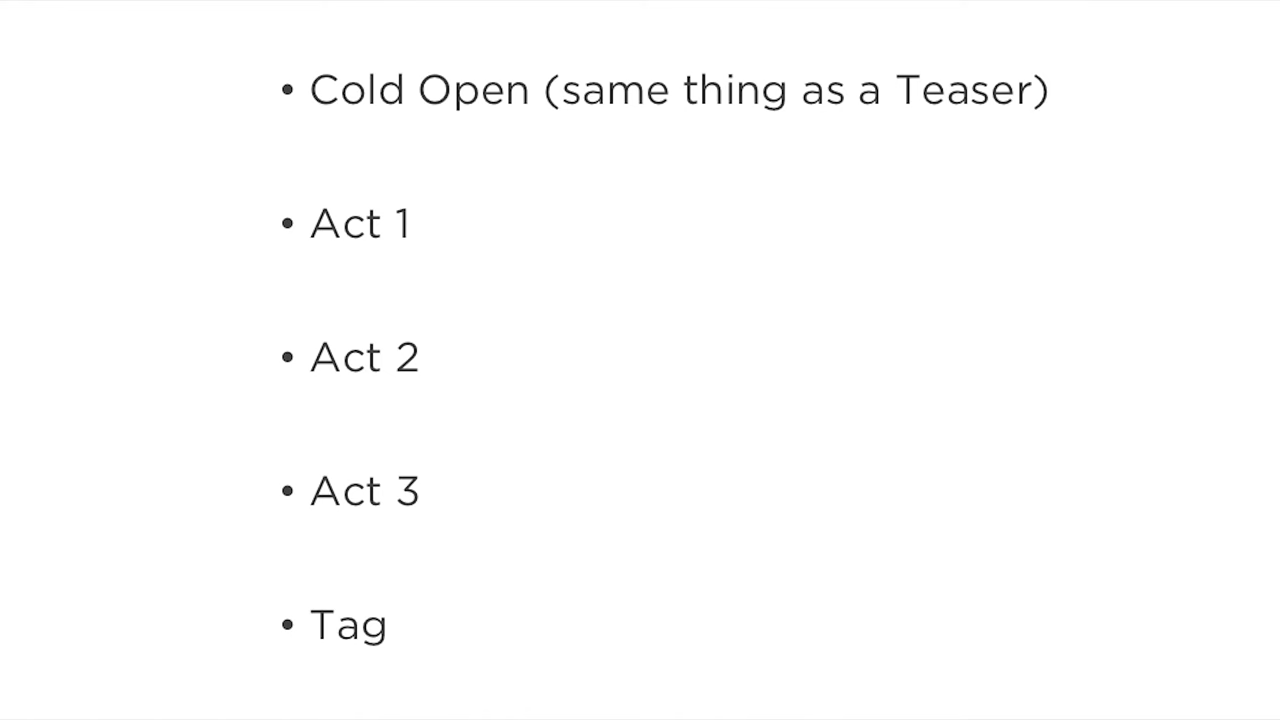 • Cold Open (same thing as a Teaser)
• Act 1
• Act 2
• Act 3
• Tag